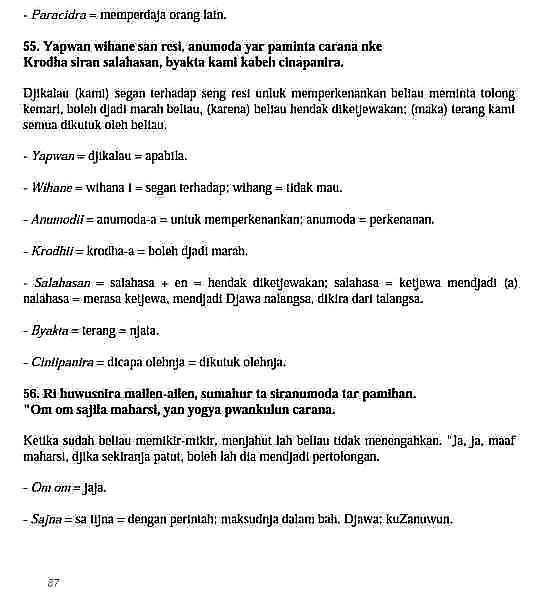 - Paracidra = memperdaja orang lain.
55. Yapwan wihane san resi, anumoda yar paminta carana nke
Krodha siran salahasan, byakta kami kabeh cinapanira.
Djikalau (kami) segan terhadap seng resi untuk memperkenankan beliau meminta tolong
kemari, boleh djadi marah beliau, (karena) beliau hendak diketjewakan; (maka) terang kami
semua dikutuk oleh beliau.
- Yapwan = djikalau = apabila.
- Wihane = wihana i = segan terhadap; wihang = tidak mau.
- Anumodii = anumoda-a = untuk memperkenankan; anumoda = perkenanan.
- Krodhii = krodha-a = boleh djadi marah.
- Salahasan = salahasa + en = hendak diketjewakan; salahasa = ketjewa mendjadi (a)
nalahasa = merasa ketjewa, mendjadi Djawa nalangsa, dikira dari talangsa.
- Byakta = terang = njata.
- Ciniipanira = dicapa olehnja = dikutuk olehnja.
56. Ri huwusnira mailen-ailen, sumahur ta siranumoda tar pamihan.
"Om om sajila maharsi, yan yogya pwankulun carana.
Ketika sudah beliau memikir-mikir, menjahut lah beliau tidak menengahkan. "Ja, ja, maaf
maharsi, djika sekiranja patut, boleh lah dia mendjadi pertolongan.
- Om om = jaja.
- Sajna = sa tijna = dengan perintah; maksudnja dalam bah. Djawa: kuZanuwun.
87